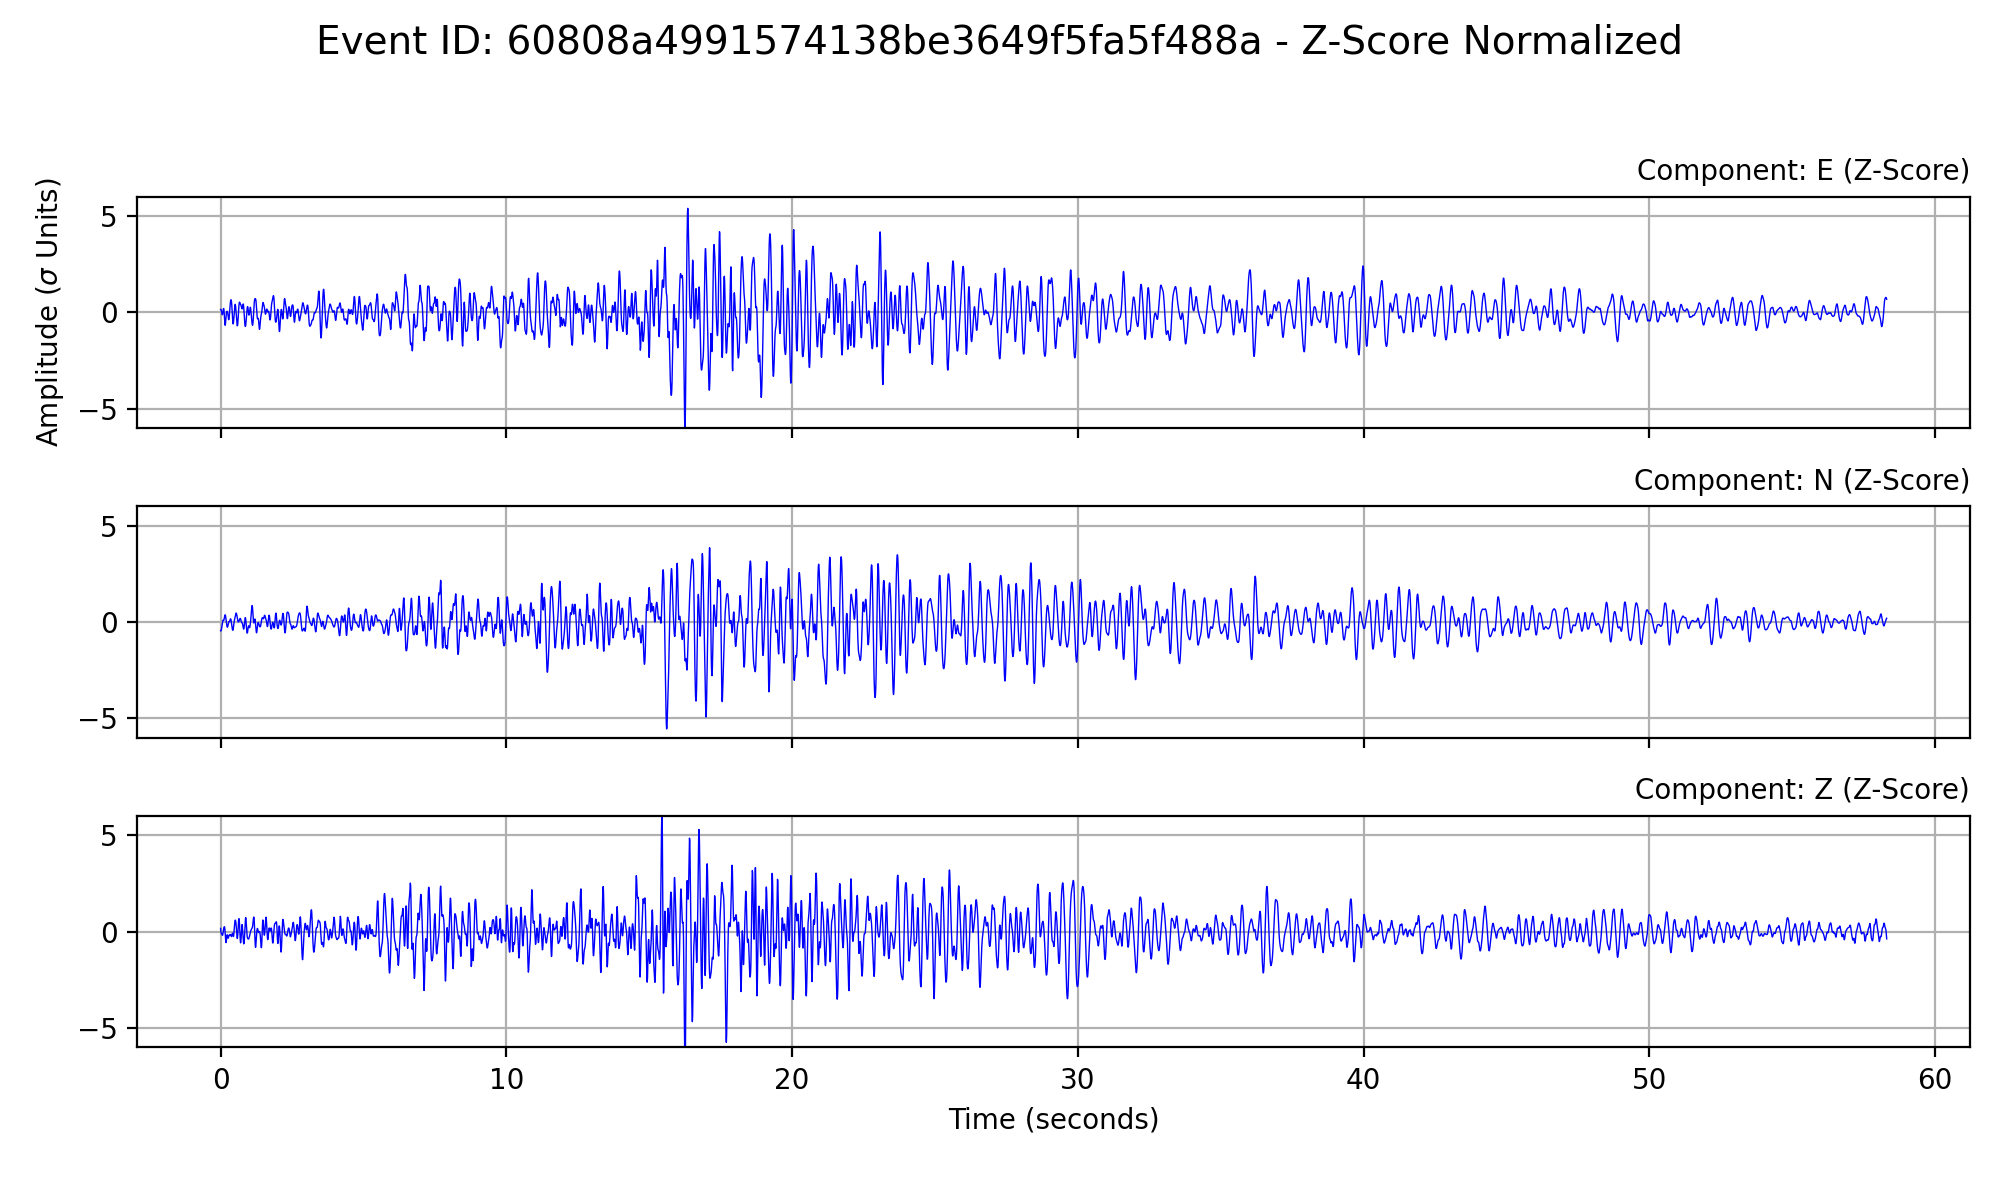 Event ID: 60808a4991574138be3649f5fa5f488a - Z-Score Normalized
Component: E (Z-Score)
Amplitude (σ Units)
5
0
−5
Component: N (Z-Score)
5
0
−5
Component: Z (Z-Score)
5
0
−5
0 10 20 30 40 50 60
Time (seconds)